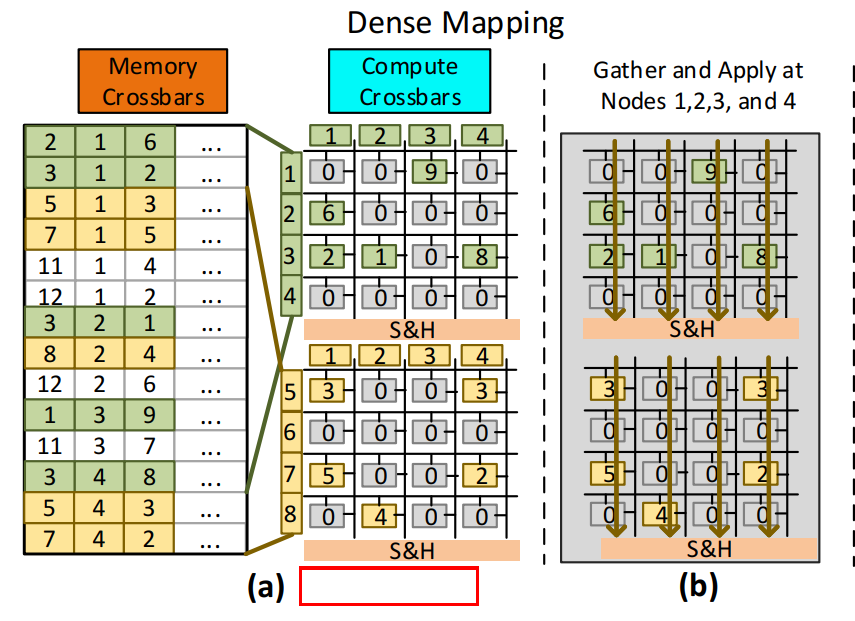 Dense Mapping
Memory
Crossbars
Compute
Crossbars
Gather and Apply at
Nodes 1,2,3, and 4
2 1 6 ...
3 1 2 ...
5 1 3 ...
7 1 5 ...
11 1 4 ...
12 1 2 ...
3 2 1 ...
8 2 4 ...
12 2 6 ...
1 3 9 ...
11 3 7 ...
3 4 8 ...
5 4 3 ...
7 4 2 ...
1 2 3 4
1 0 0 9 0
2 6 0 0 0
3 2 1 0 8
4 0 0 0 0
S&H
1 2 3 4
5 3 0 0 3
6 0 0 0 0
7 5 0 0 2
8 0 4 0 0
S&H
(a)
0 0 9 0
6 0 0 0
2 1 0 8
0 0 0 0
S&H
3 0 0 3
0 0 0 0
5 0 0 2
0 4 0 0
S&H
(b)